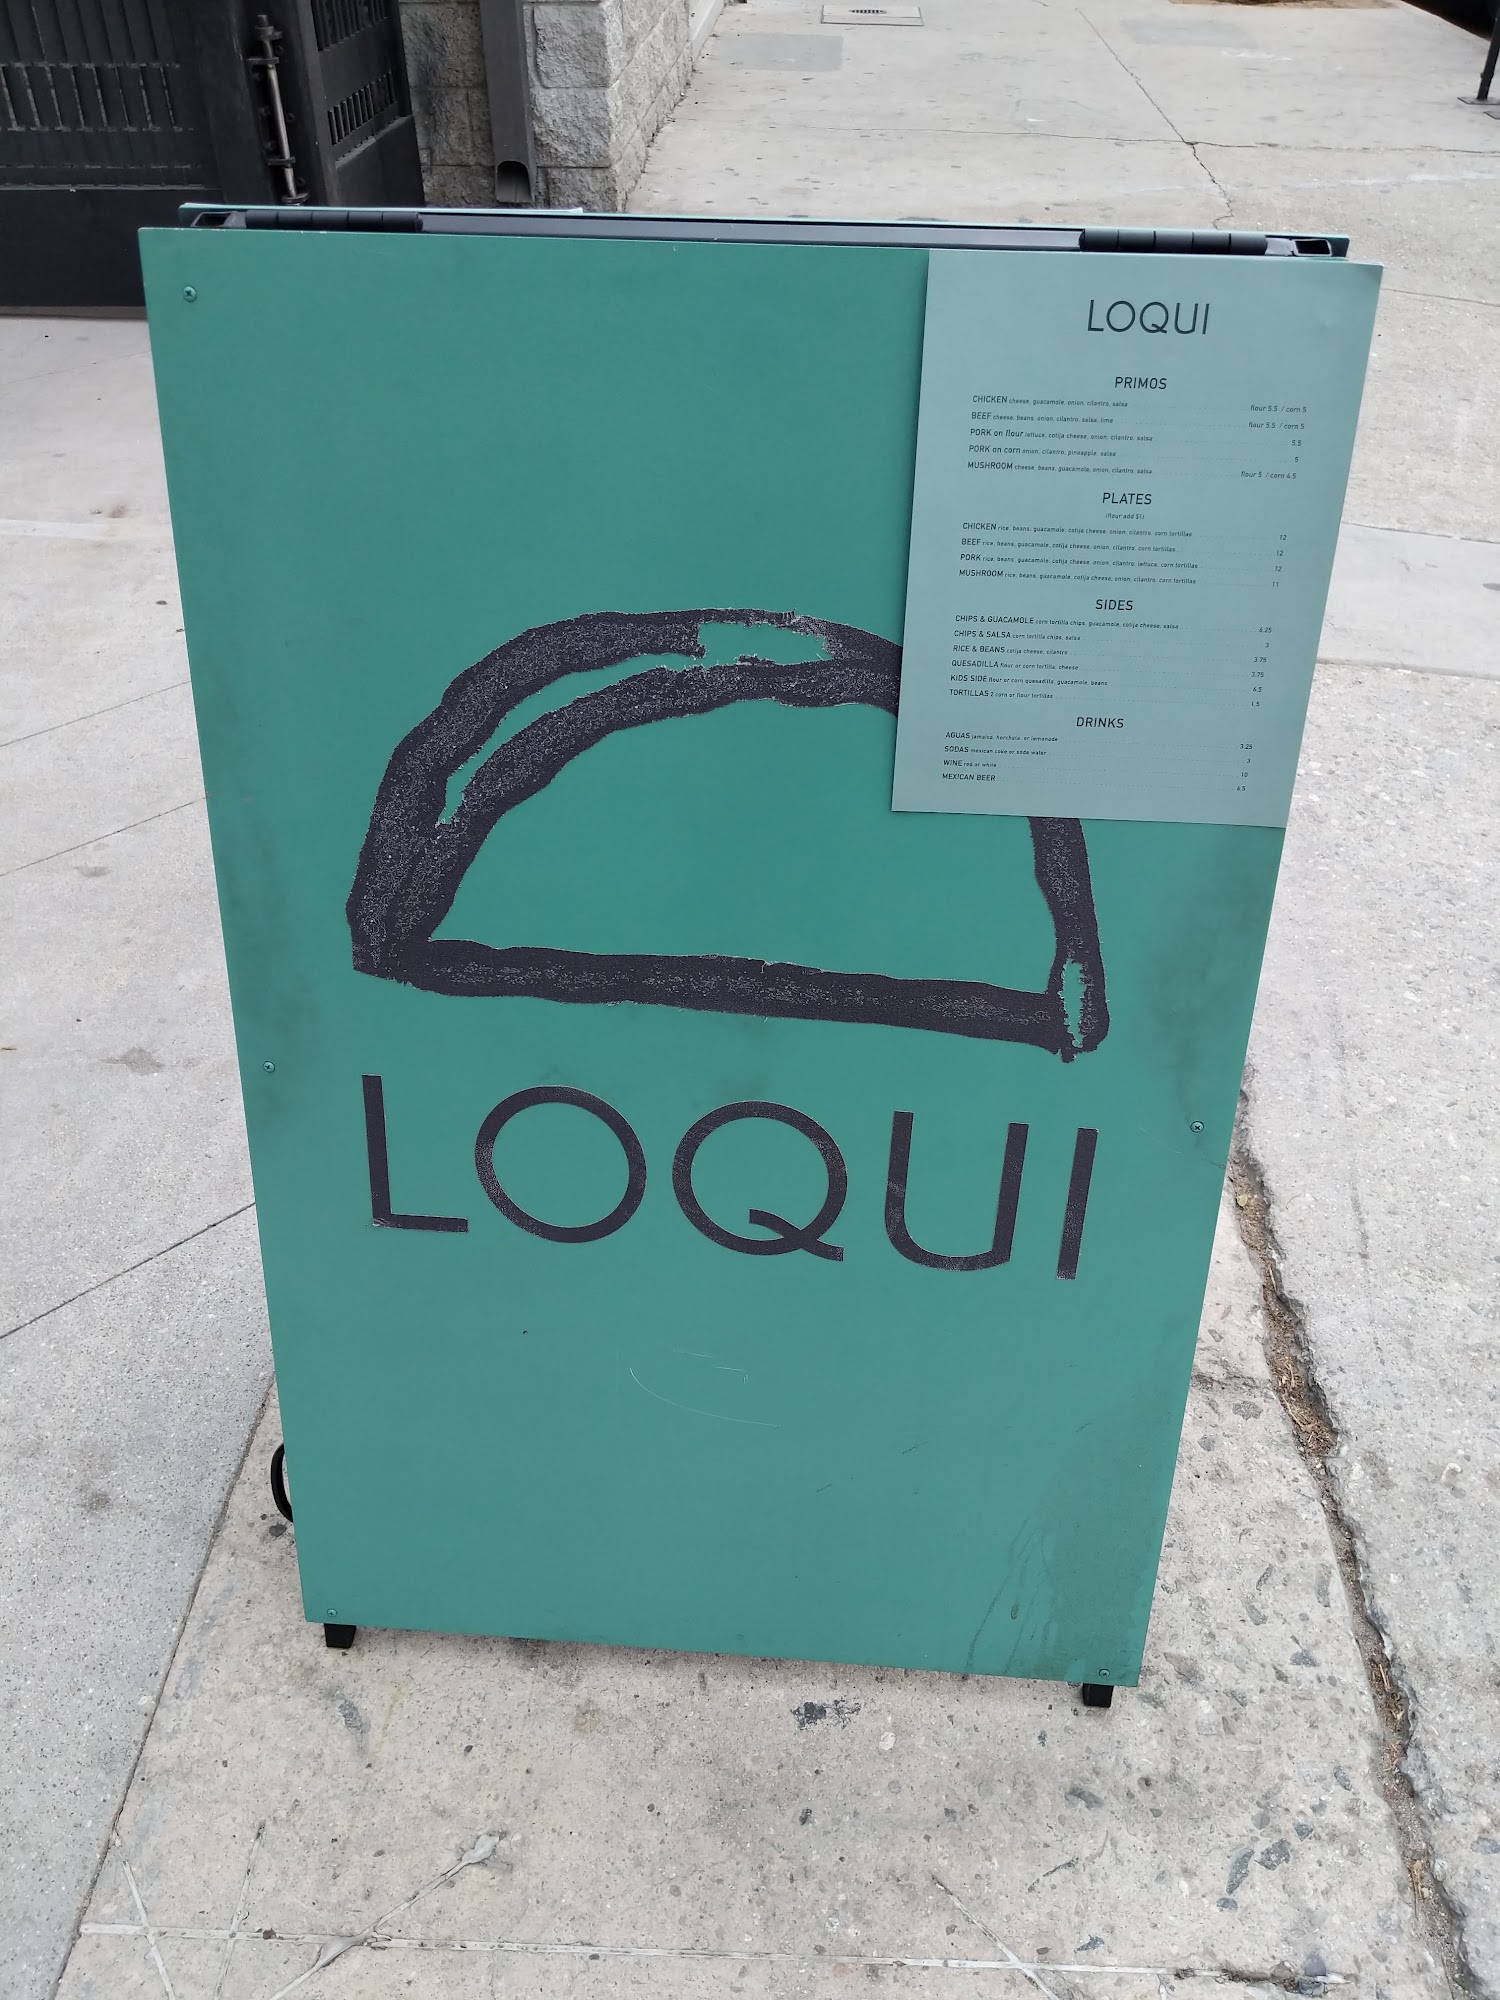 LOQUI
PRIMOS
CHICKEN cheese, guacamole, onion, cilantro, salsa flour 5.5 / corn 5
BEEF cheese, beans, onion, cilantro, salsa, lime flour 5.5 / corn 5
PORK on flour lettuce, cotija cheese, onion, cilantro, salsa 5.5
PORK on corn onion, cilantro, pineapple, salsa 5
MUSHROOM cheese, beans, guacamole, onion, cilantro, salsa flour 5 / corn 4.5
PLATES
(flour add $1)
CHICKEN rice, beans, guacamole, cotija cheese, onion, cilantro, corn tortillas 12
BEEF rice, beans, guacamole, cotija cheese, onion, cilantro, corn tortillas 12
PORK rice, beans, guacamole, cotija cheese, onion, cilantro, lettuce, corn tortillas 12
MUSHROOM rice, beans, guacamole, cotija cheese, onion, cilantro, corn tortillas 11
SIDES
CHIPS & GUACAMOLE corn tortilla chips, guacamole, cotija cheese, salsa 6.25
CHIPS & SALSA corn tortilla chips, salsa 3
RICE & BEANS cotija cheese, cilantro 3.75
QUESADILLA flour or corn tortilla, cheese 3.75
KIDS SIDE flour or corn quesadilla, guacamole, beans 6.5
TORTILLAS 2 corn or flour tortillas 1.5
DRINKS
AGUAS jamaica, horchata, or lemonade 3.25
SODAS mexican coke or soda water 3
WINE red or white 10
MEXICAN BEER 6.5
LOQUI